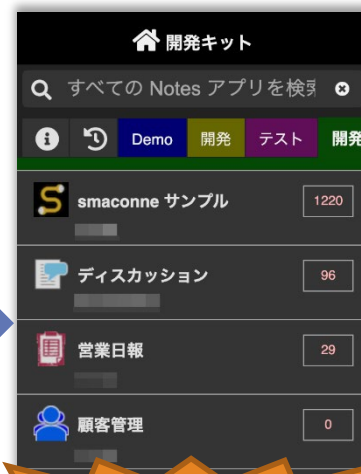 開発キット
すべての Notes アプリを検索
Demo 開発 テスト 開発
smaconne サンプル 1220
ディスカッション 96
営業日報 29
顧客管理 0